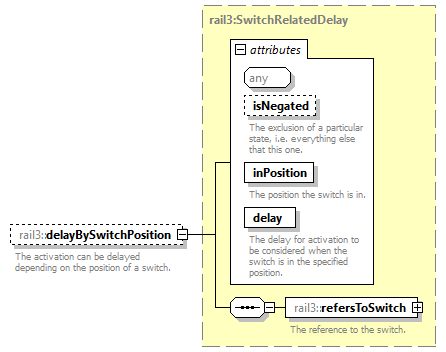 rail3:SwitchRelatedDelay
attributes
any
isNegated
The exclusion of a particular
state, i.e. everything else
that this one.
inPosition
The position the switch is in.
delay
The delay for activation to
be considered when the
switch is in the specified
position.
rail3::delayBySwitchPosition
The activation can be delayed
depending on the position of a switch.
rail3::refersToSwitch
The reference to the switch.